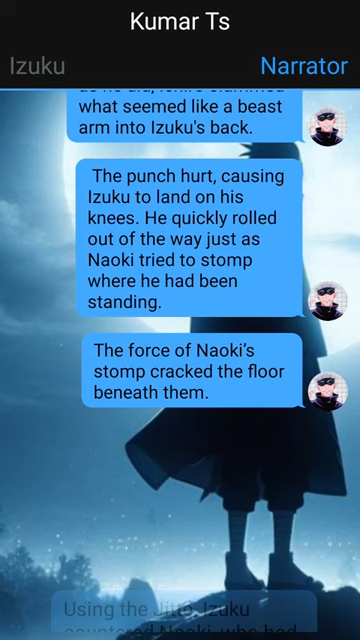 Kumar Ts
Izuku
Narrator
what seemed like a beast
arm into Izuku's back.
The punch hurt, causing
Izuku to land on his
knees. He quickly rolled
out of the way just as
Naoki tried to stomp
where he had been
standing.
The force of Naoki’s
stomp cracked the floor
beneath them.
Using the Jitte, Izuku
countered Naoki, who had